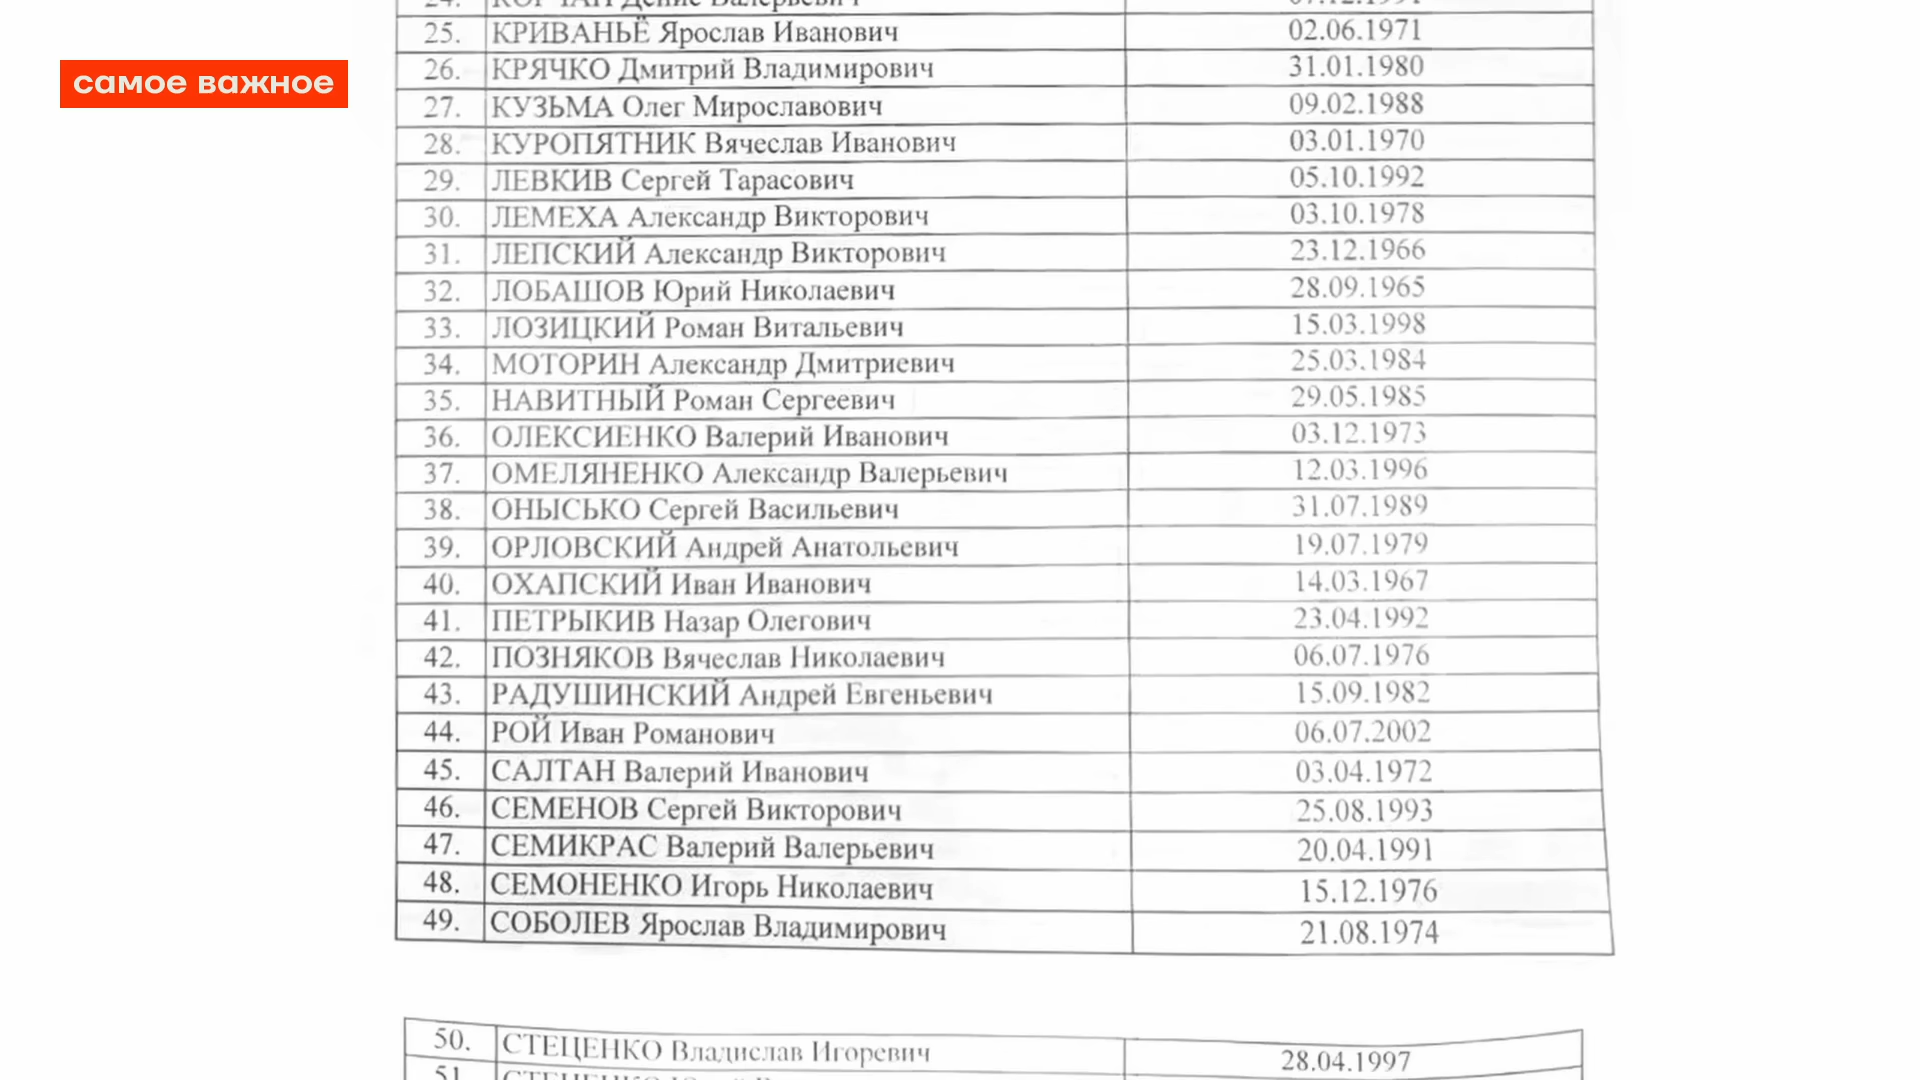 самое важное
24. КОРЧАН Денис Валерьевич 07.12.1991
25. КРИВАНЬЁ Ярослав Иванович 02.06.1971
26. КРЯЧКО Дмитрий Владимирович 31.01.1980
27. КУЗЬМА Олег Мирославович 09.02.1988
28. КУРОПЯТНИК Вячеслав Иванович 03.01.1970
29. ЛЕВКИВ Сергей Тарасович 05.10.1992
30. ЛЕМЕХА Александр Викторович 03.10.1978
31. ЛЕПСКИЙ Александр Викторович 23.12.1966
32. ЛОБАШОВ Юрий Николаевич 28.09.1965
33. ЛОЗИЦКИЙ Роман Витальевич 15.03.1998
34. МОТОРИН Александр Дмитриевич 25.03.1984
35. НАВИТНЫЙ Роман Сергеевич 29.05.1985
36. ОЛЕКСИЕНКО Валерий Иванович 03.12.1973
37. ОМЕЛЯНЕНКО Александр Валерьевич 12.03.1996
38. ОНЫСЬКО Сергей Васильевич 31.07.1989
39. ОРЛОВСКИЙ Андрей Анатольевич 19.07.1979
40. ОХАПСКИЙ Иван Иванович 14.03.1967
41. ПЕТРЫКИВ Назар Олегович 23.04.1992
42. ПОЗНЯКОВ Вячеслав Николаевич 06.07.1976
43. РАДУШИНСКИЙ Андрей Евгеньевич 15.09.1982
44. РОЙ Иван Романович 06.07.2002
45. САЛТАН Валерий Иванович 03.04.1972
46. СЕМЕНОВ Сергей Викторович 25.08.1993
47. СЕМИКРАС Валерий Валерьевич 20.04.1991
48. СЕМОНЕНКО Игорь Николаевич 15.12.1976
49. СОБОЛЕВ Ярослав Владимирович 21.08.1974
50. СТЕЦЕНКО Владислав Игоревич 28.04.1997
51.